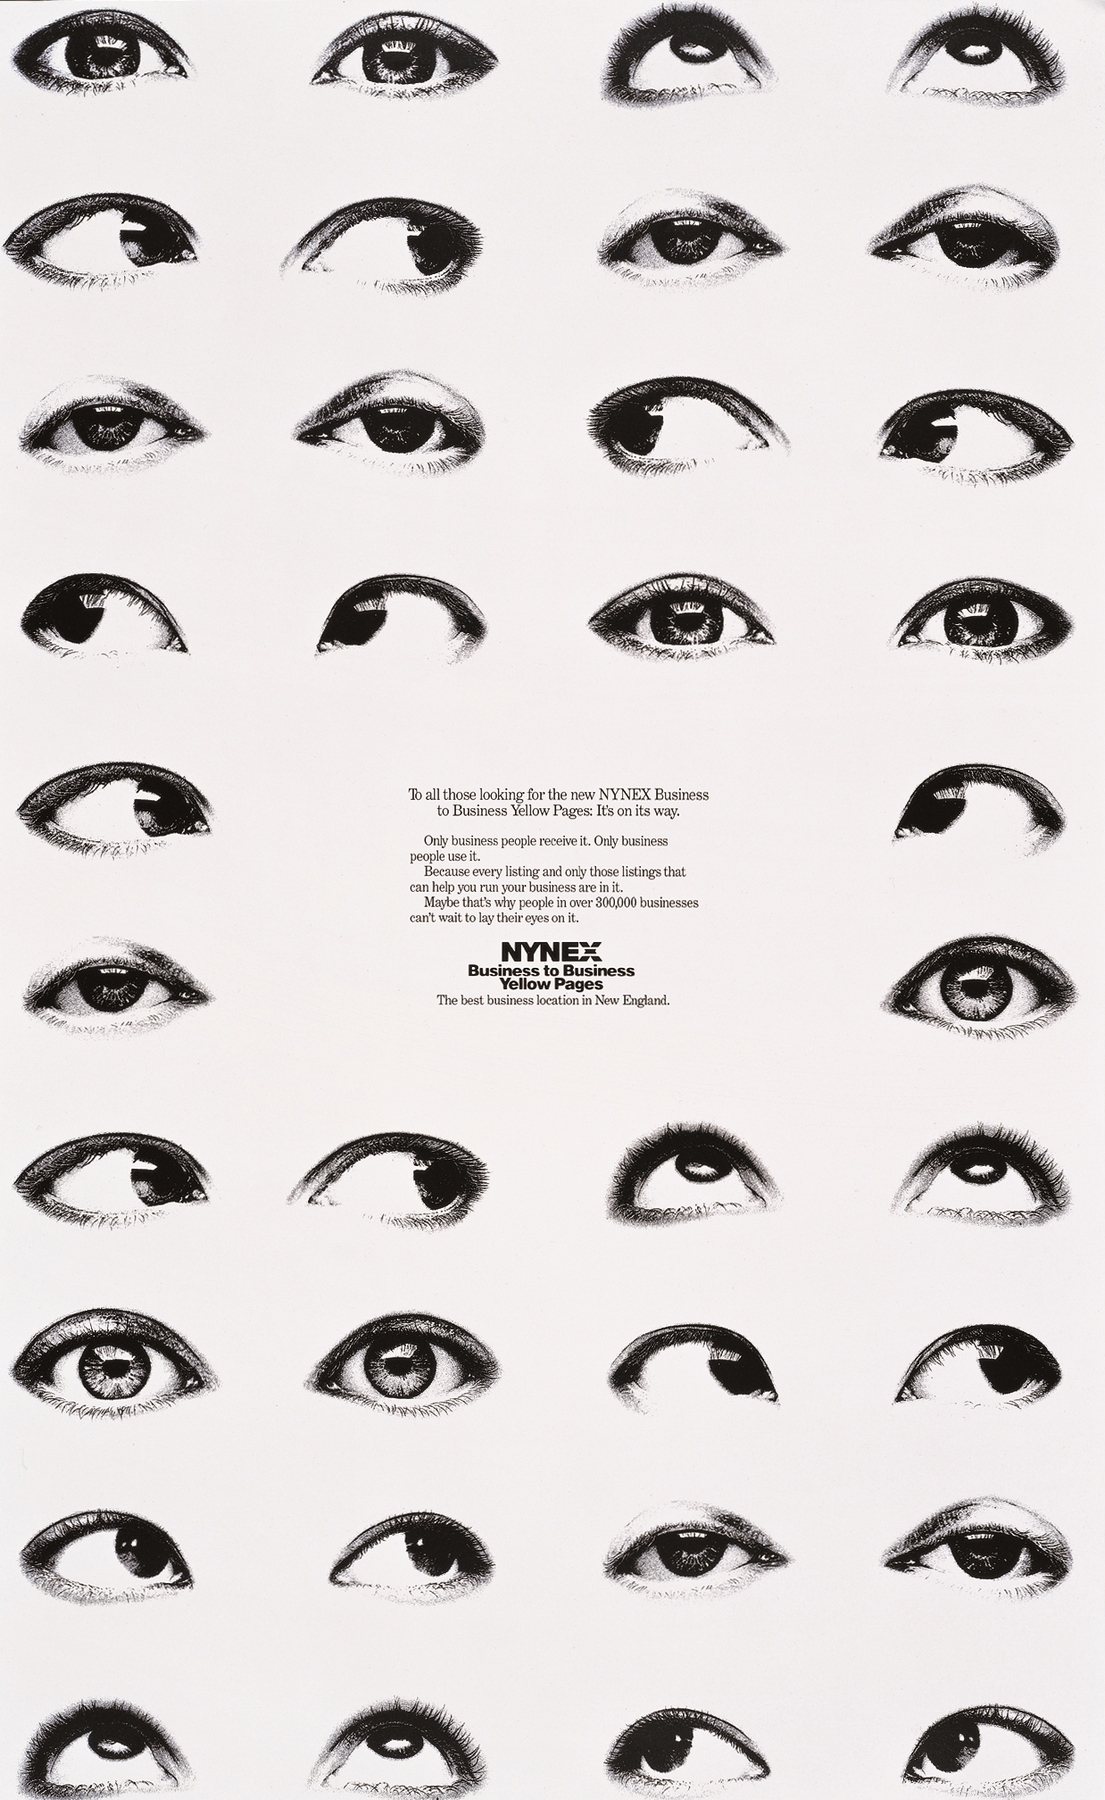 To all those looking for the new NYNEX Business
to Business Yellow Pages: It's on its way.
Only business people receive it. Only business
people use it.
Because every listing and only those listings that
can help you run your business are in it.
Maybe that's why people in over 300,000 businesses
can't wait to lay their eyes on it.
NYNEX
Business to Business
Yellow Pages
The best business location in New England.